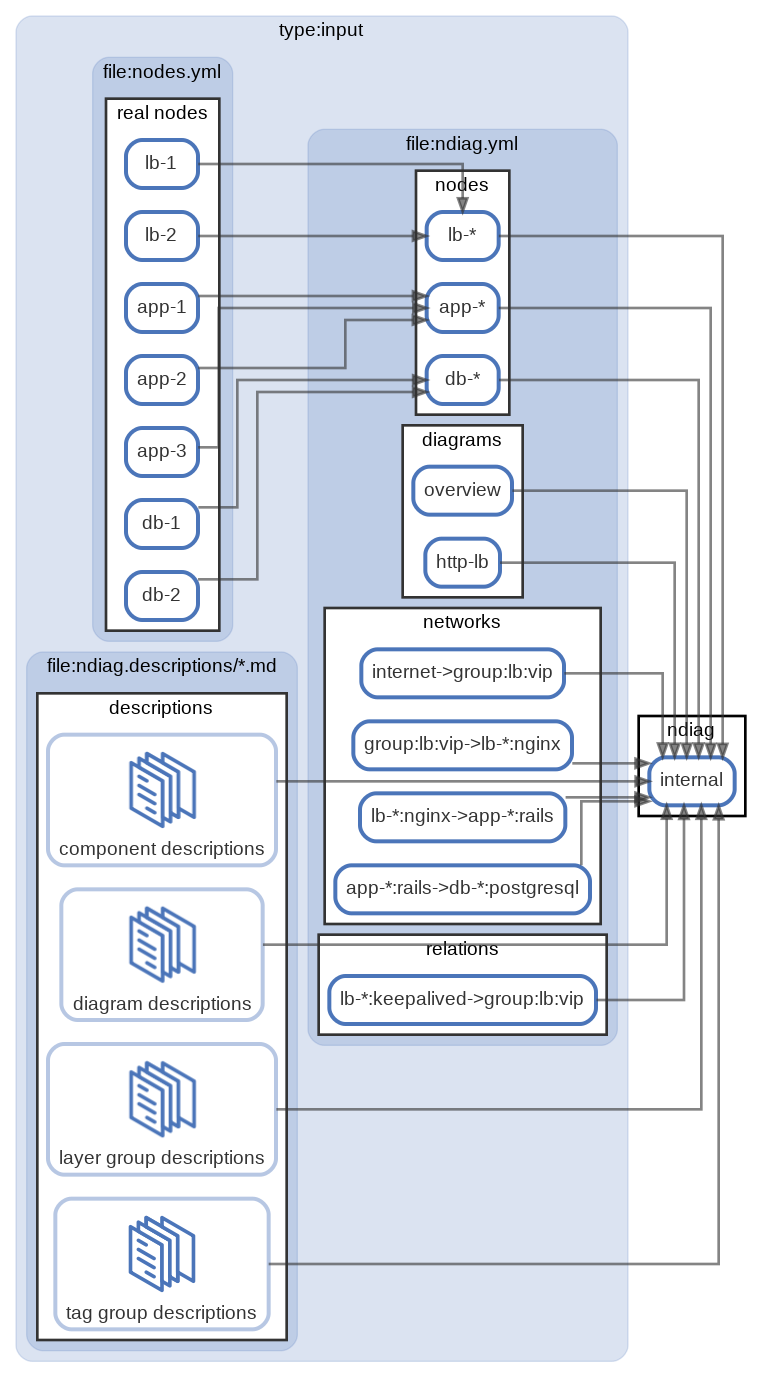 type:input
file:nodes.yml
real nodes
lb-1
lb-2
app-1
app-2
app-3
db-1
db-2
file:ndiag.yml
nodes
lb-*
app-*
db-*
diagrams
overview
http-lb
networks
internet->group:lb:vip
group:lb:vip->lb-*:nginx
lb-*:nginx->app-*:rails
app-*:rails->db-*:postgresql
relations
lb-*:keepalived->group:lb:vip
file:ndiag.descriptions/*.md
descriptions
component descriptions
diagram descriptions
layer group descriptions
tag group descriptions
ndiag
internal